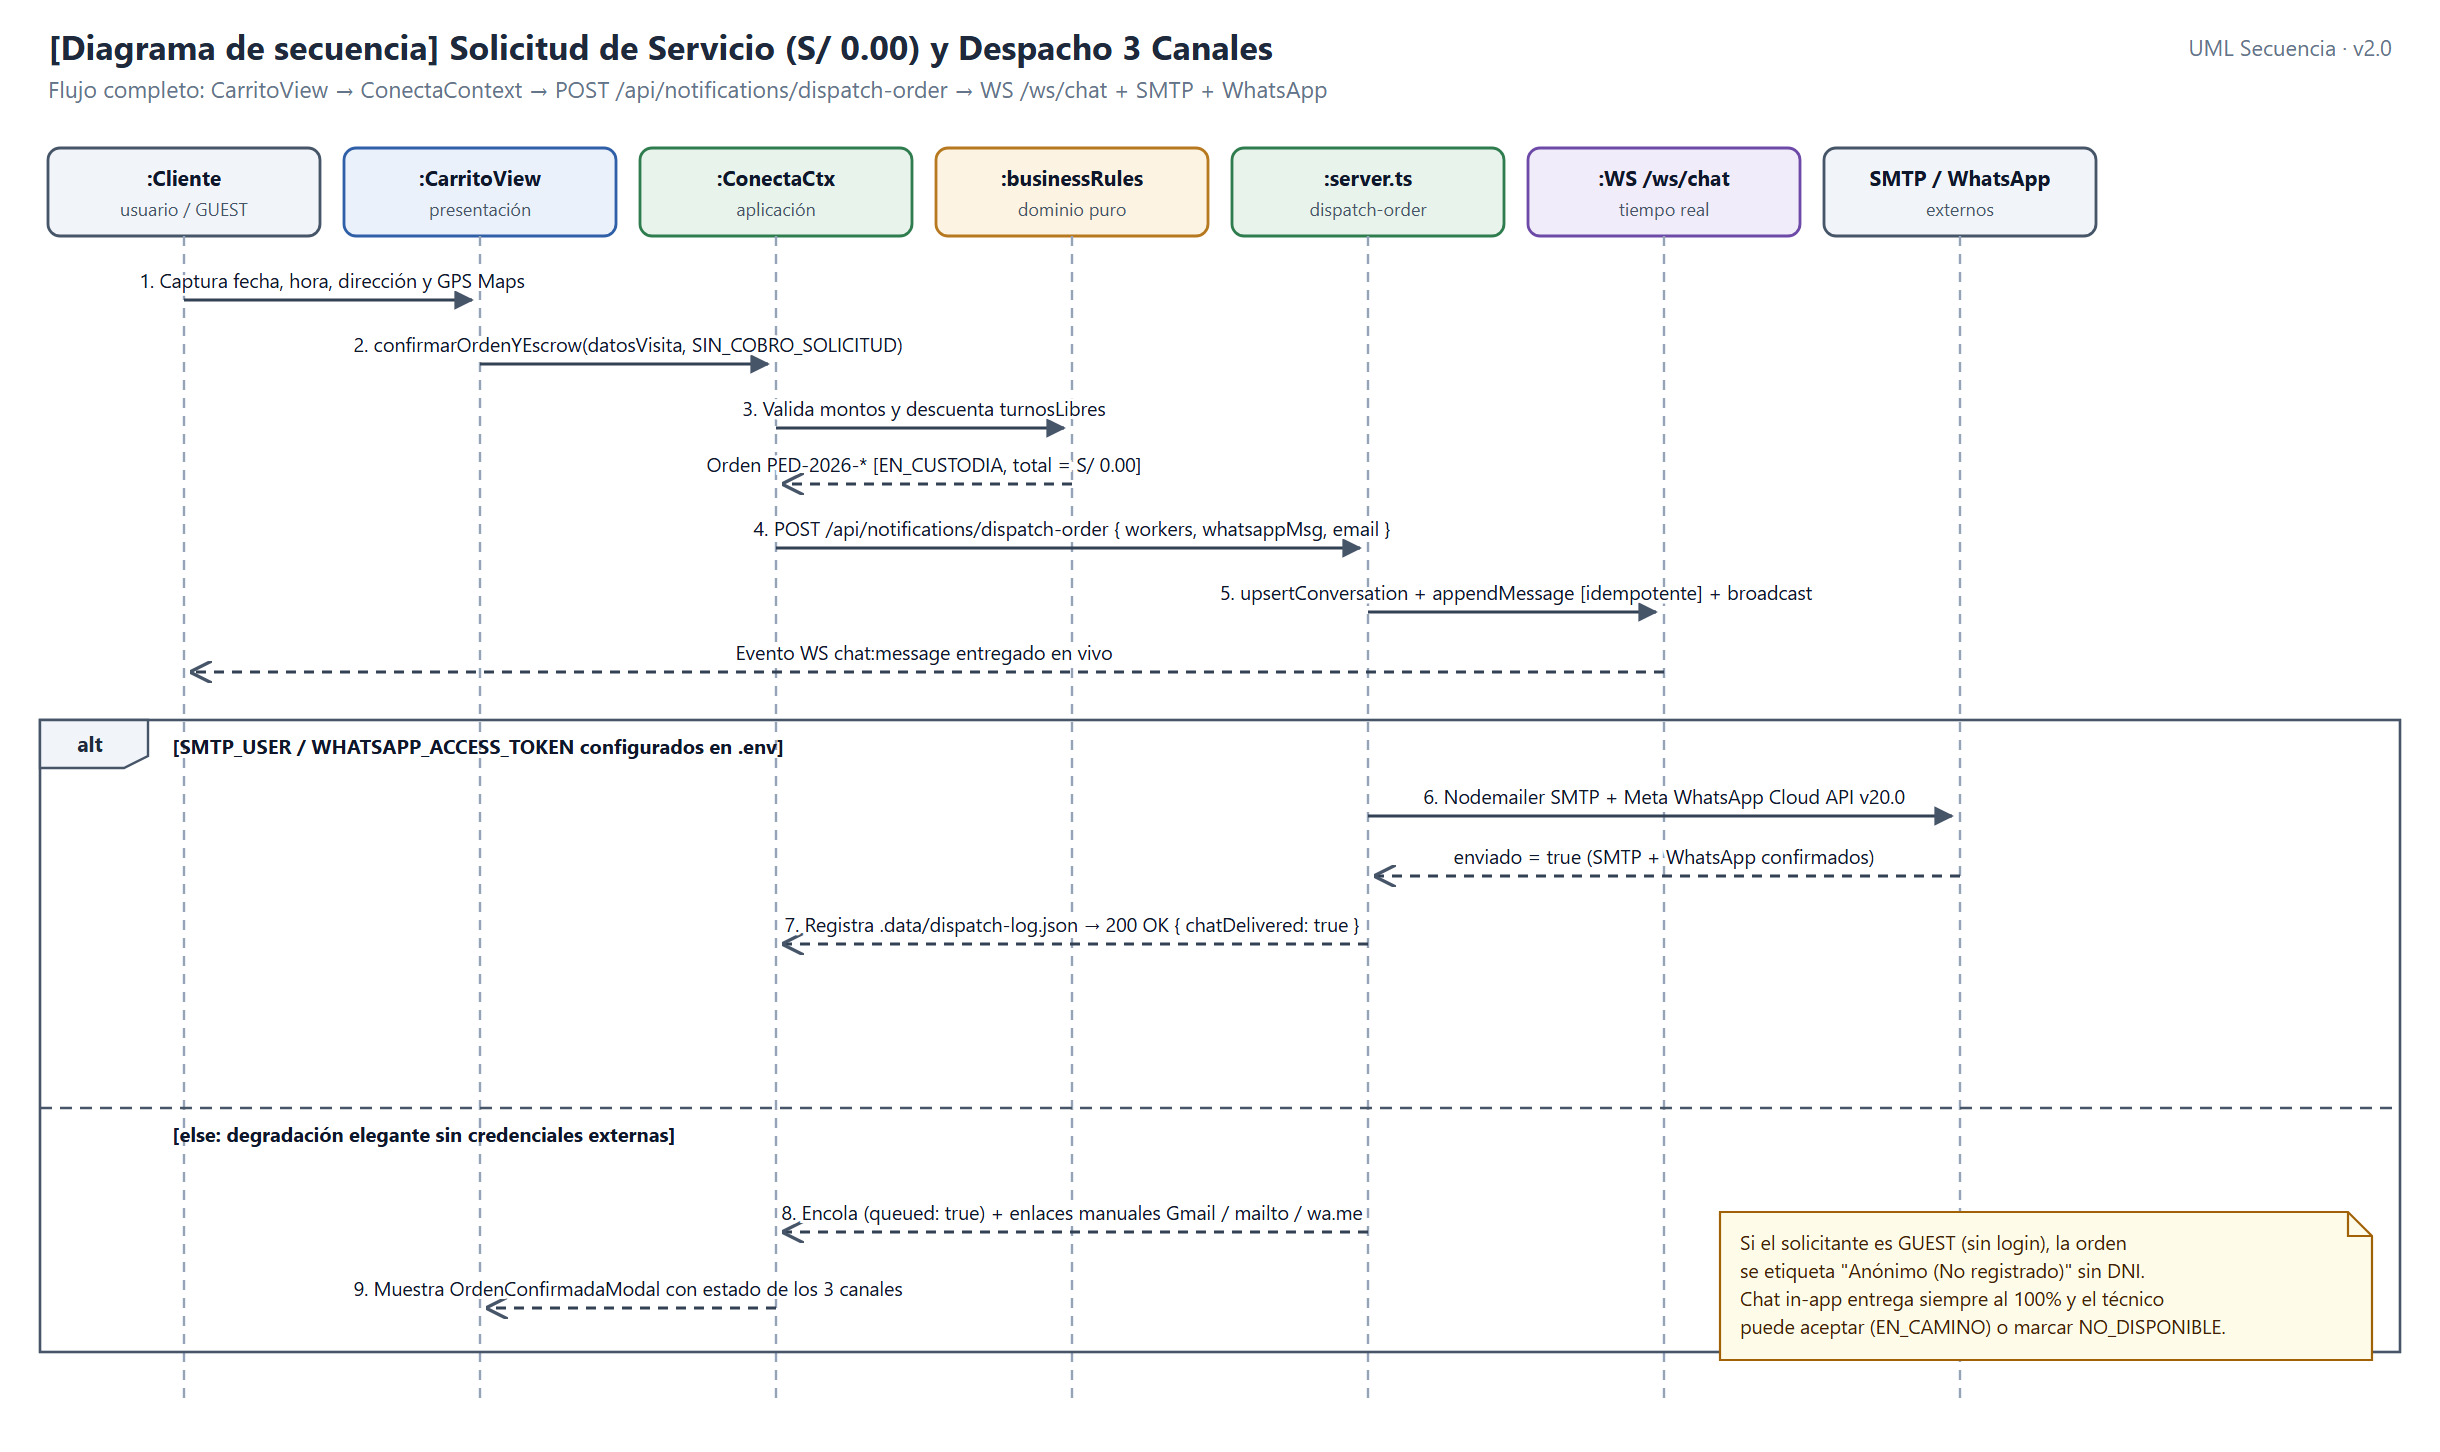 [Diagrama de secuencia] Solicitud de Servicio (S/ 0.00) y Despacho 3 Canales
UML Secuencia · v2.0
Flujo completo: CarritoView → ConectaContext → POST /api/notifications/dispatch-order → WS /ws/chat + SMTP + WhatsApp
:Cliente
usuario / GUEST
:CarritoView
presentación
:ConectaCtx
aplicación
:businessRules
dominio puro
:server.ts
dispatch-order
:WS /ws/chat
tiempo real
SMTP / WhatsApp
externos
1. Captura fecha, hora, dirección y GPS Maps
2. confirmarOrdenYEscrow(datosVisita, SIN_COBRO_SOLICITUD)
3. Valida montos y descuenta turnosLibres
Orden PED-2026-* [EN_CUSTODIA, total = S/ 0.00]
4. POST /api/notifications/dispatch-order { workers, whatsappMsg, email }
5. upsertConversation + appendMessage [idempotente] + broadcast
Evento WS chat:message entregado en vivo
alt
[SMTP_USER / WHATSAPP_ACCESS_TOKEN configurados en .env]
6. Nodemailer SMTP + Meta WhatsApp Cloud API v20.0
enviado = true (SMTP + WhatsApp confirmados)
7. Registra .data/dispatch-log.json → 200 OK { chatDelivered: true }
[else: degradación elegante sin credenciales externas]
8. Encola (queued: true) + enlaces manuales Gmail / mailto / wa.me
9. Muestra OrdenConfirmadaModal con estado de los 3 canales
Si el solicitante es GUEST (sin login), la orden
se etiqueta "Anónimo (No registrado)" sin DNI.
Chat in-app entrega siempre al 100% y el técnico
puede aceptar (EN_CAMINO) o marcar NO_DISPONIBLE.